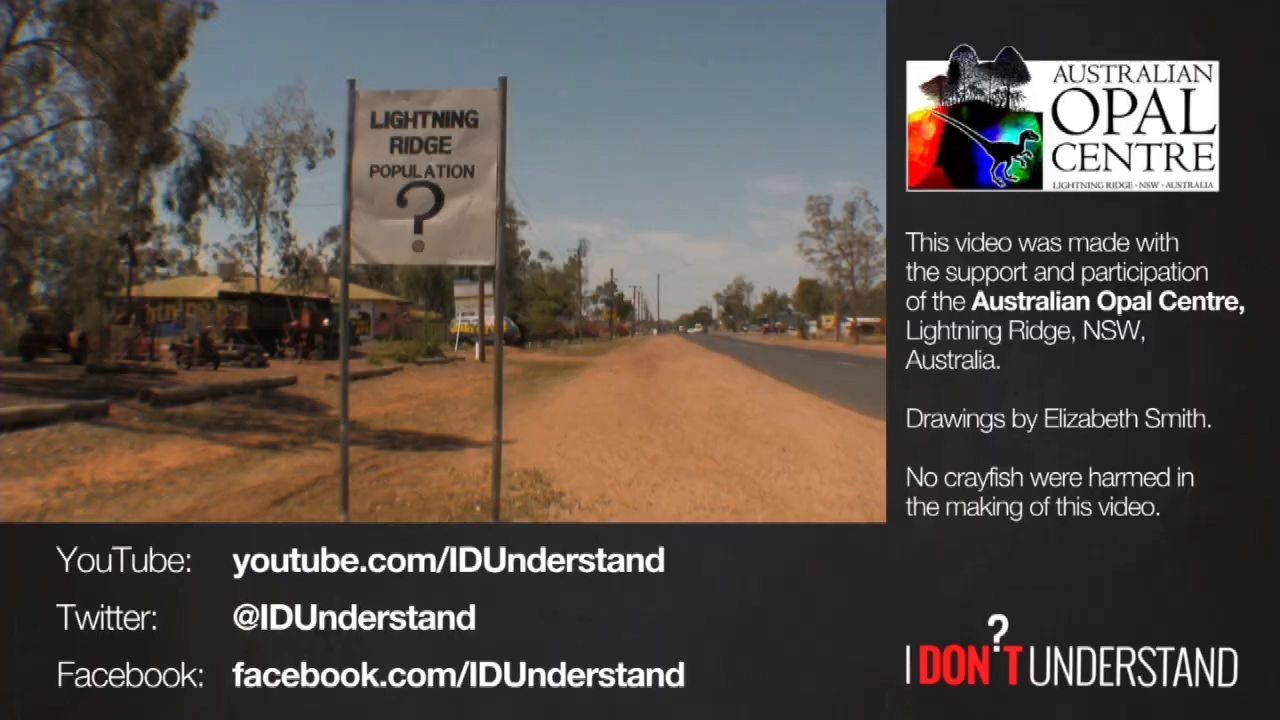 LIGHTNING
RIDGE
POPULATION
?
AUSTRALIAN
OPAL
CENTRE
LIGHTNING RIDGE • NSW • AUSTRALIA
This video was made with
the support and participation
of the Australian Opal Centre,
Lightning Ridge, NSW,
Australia.
Drawings by Elizabeth Smith.
No crayfish were harmed in
the making of this video.
YouTube: youtube.com/IDUnderstand
Twitter: @IDUnderstand
Facebook: facebook.com/IDUnderstand
I DON?T UNDERSTAND